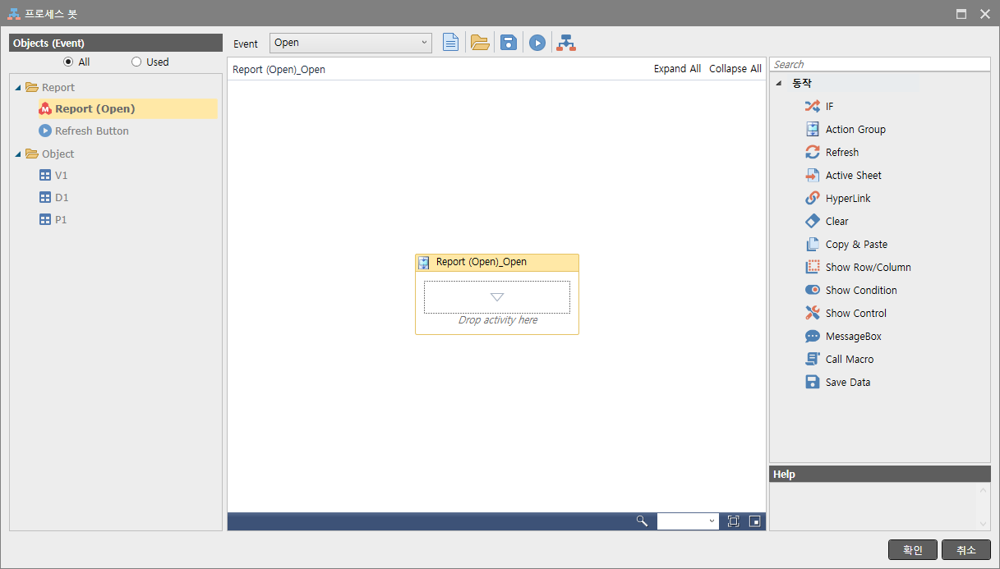 프로세스 봇
Objects (Event)
All
Used
Report
Report (Open)
Refresh Button
Object
V1
D1
P1
Event
Open
Report (Open)_Open
Expand All
Collapse All
Report (Open)_Open
Drop activity here
Search
동작
IF
Action Group
Refresh
Active Sheet
HyperLink
Clear
Copy & Paste
Show Row/Column
Show Condition
Show Control
MessageBox
Call Macro
Save Data
Help
확인
취소